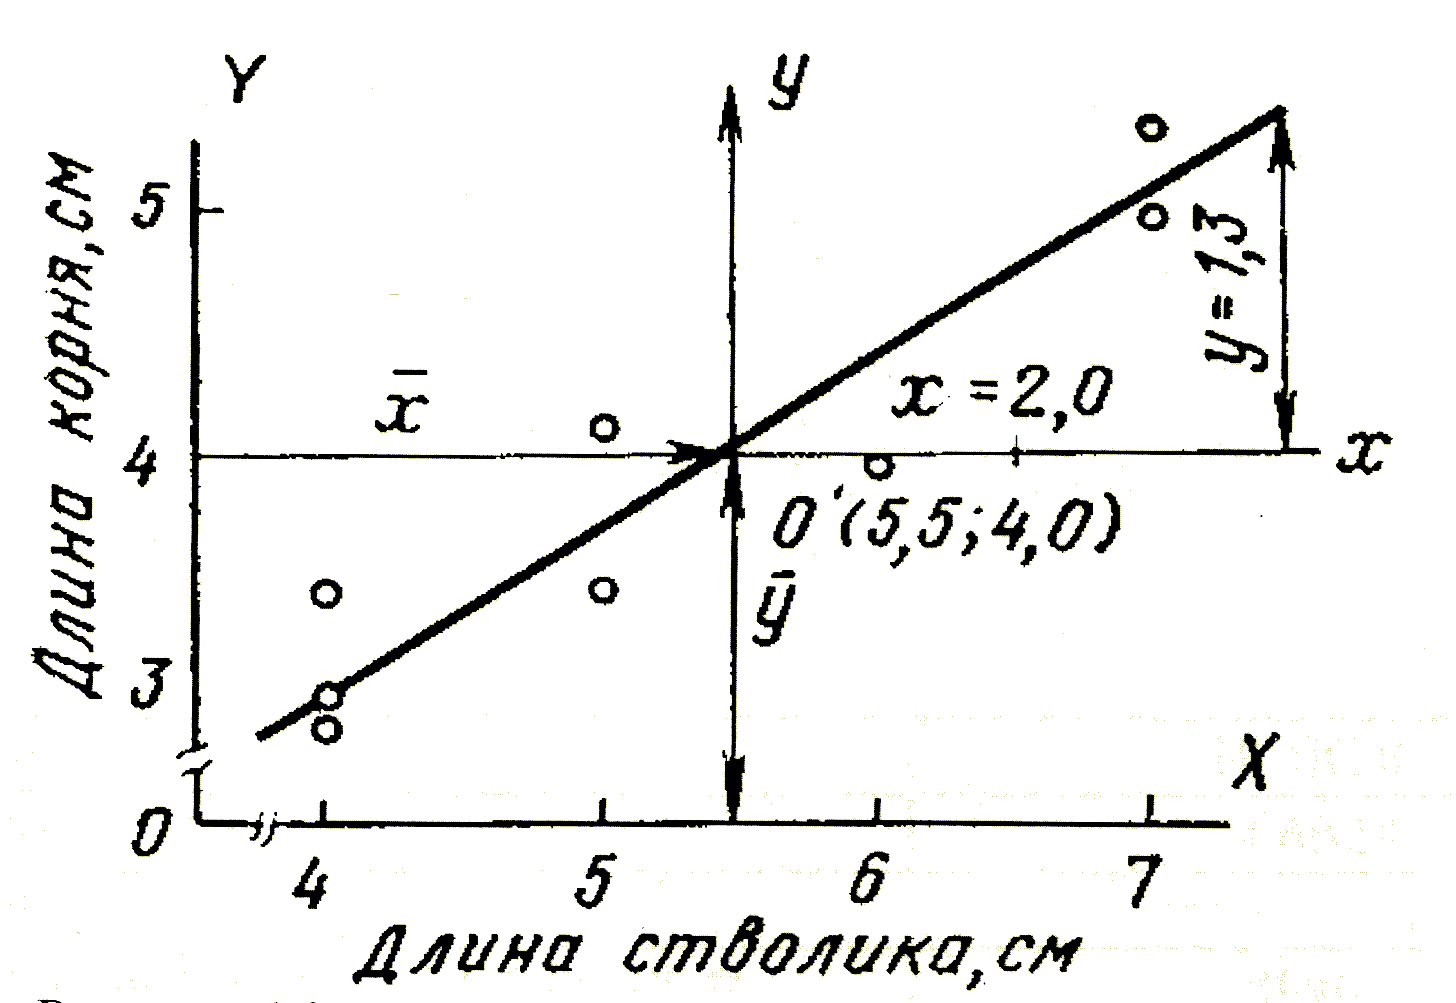 Y
y
5
Длина корня, см
y = 1,3
x̄
x = 2,0
4
x
O'(5,5; 4,0)
ȳ
3
X
0
4 5 6 7
Длина стволика, см